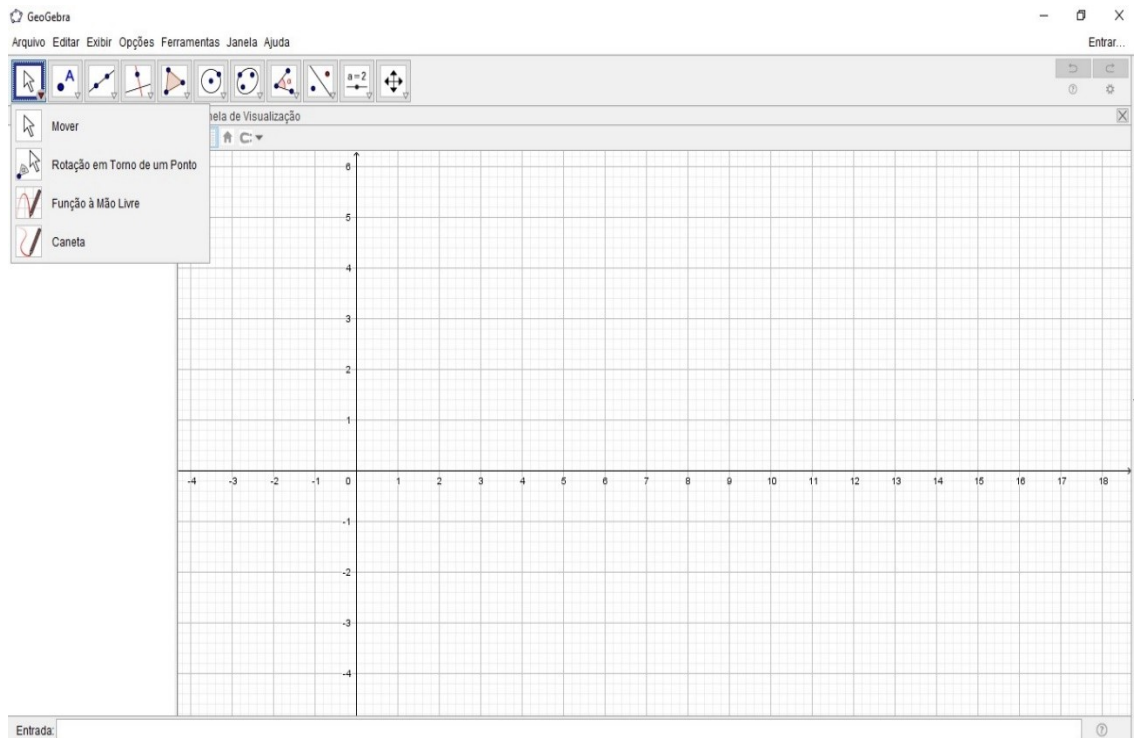 GeoGebra
Arquivo Editar Exibir Opções Ferramentas Janela Ajuda
Entrar...
A
α
a=2
Mover
Rotação em Torno de um Ponto
Função à Mão Livre
Caneta
nela de Visualização
6
5
4
3
2
1
-4 -3 -2 -1 0 1 2 3 4 5 6 7 8 9 10 11 12 13 14 15 16 17 18
-1
-2
-3
-4
Entrada: